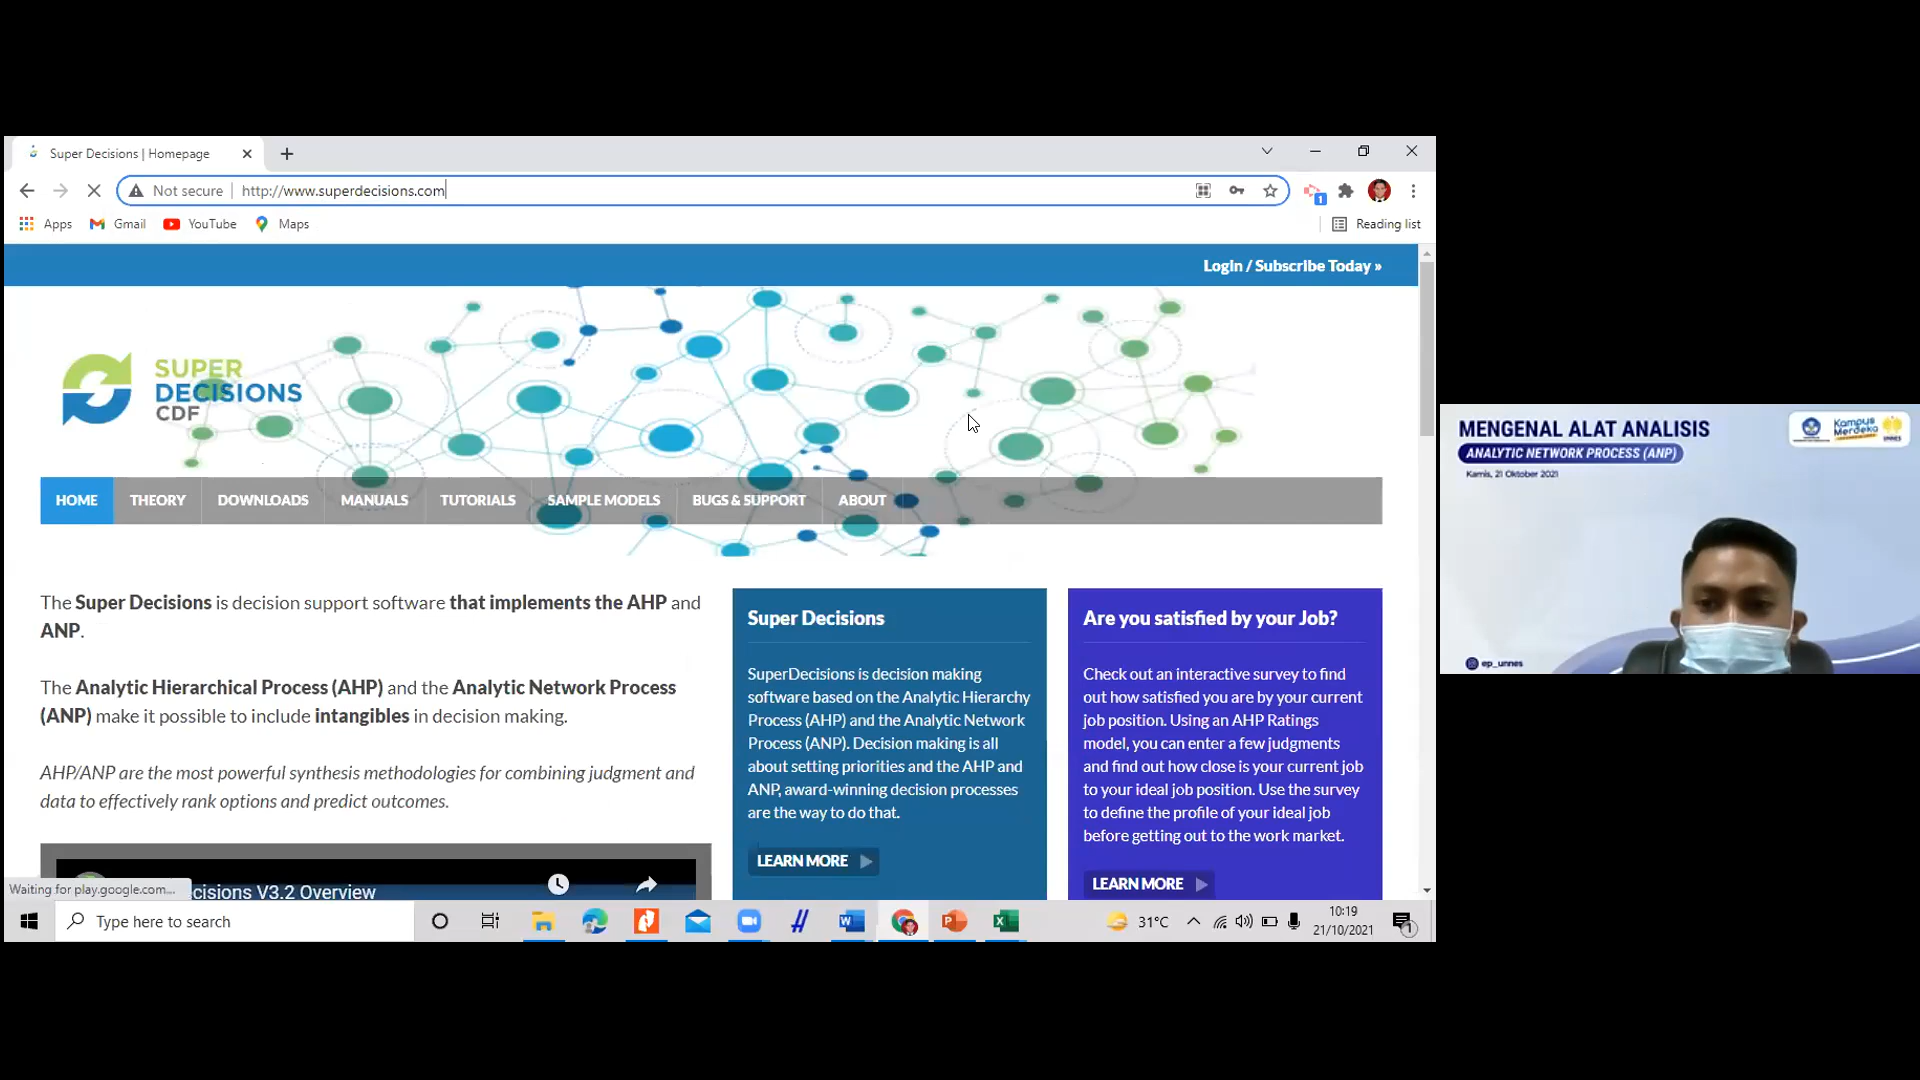 Super Decisions | Homepage
Not secure
http://www.superdecisions.com
1
Apps
Gmail
YouTube
Maps
Reading list
Login / Subscribe Today »
SUPER
DECISIONS
CDF
HOME
THEORY
DOWNLOADS
MANUALS
TUTORIALS
SAMPLE MODELS
BUGS & SUPPORT
ABOUT
The Super Decisions is decision support software that implements the AHP and
ANP.
The Analytic Hierarchical Process (AHP) and the Analytic Network Process
(ANP) make it possible to include intangibles in decision making.
AHP/ANP are the most powerful synthesis methodologies for combining judgment and
data to effectively rank options and predict outcomes.
Super Decisions
SuperDecisions is decision making
software based on the Analytic Hierarchy
Process (AHP) and the Analytic Network
Process (ANP). Decision making is all
about setting priorities and the AHP and
ANP, award-winning decision processes
are the way to do that.
LEARN MORE
Are you satisfied by your Job?
Check out an interactive survey to find
out how satisfied you are by your current
job position. Using an AHP Ratings
model, you can enter a few judgments
and find out how close is your current job
to your ideal job position. Use the survey
to define the profile of your ideal job
before getting out to the work market.
LEARN MORE
Waiting for play.google.com...
cisions V3.2 Overview
Type here to search
31°C
10:19
21/10/2021
1
MENGENAL ALAT ANALISIS
ANALYTIC NETWORK PROCESS (ANP)
Kamis, 21 Oktober 2021
Kampus
Merdeka
UNNES
ep_unnes